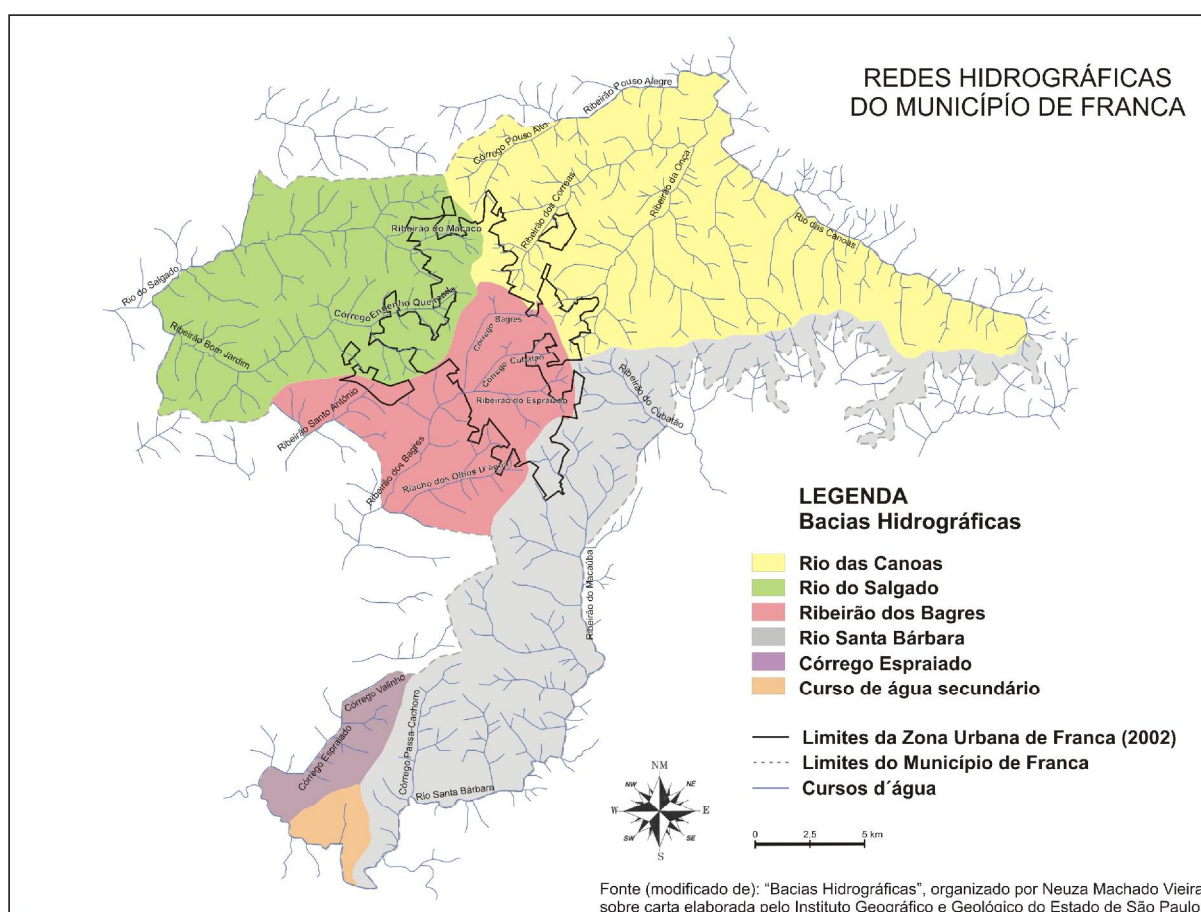 REDES HIDROGRÁFICAS
DO MUNICÍPÍO DE FRANCA
Ribeirão Pouso Alegre
Córrego Pouso Alto
Ribeirão dos Correas
Ribeirão da Onça
Rio das Canoas
Ribeirão do Macaco
Rio do Salgado
Córrego Engenho Queimada
Ribeirão Bom Jardim
Córrego Bagres
Córrego Cubatão
Ribeirão do Espraiado
Ribeirão do Cubatão
Ribeirão Santo Antônio
Ribeirão dos Bagres
Riacho dos Olhos D'água
Ribeirão do Macaúba
Córrego Valinho
Córrego Espraiado
Córrego Passa-Cachorro
Rio Santa Bárbara
LEGENDA
Bacias Hidrográficas
Rio das Canoas
Rio do Salgado
Ribeirão dos Bagres
Rio Santa Bárbara
Córrego Espraiado
Curso de água secundário
Limites da Zona Urbana de Franca (2002)
Limites do Município de Franca
Cursos d´água
NM
NW
NE
W
E
SW
SE
S
0 2,5 5 km
Fonte (modificado de): “Bacias Hidrográficas”, organizado por Neuza Machado Vieira
sobre carta elaborada pelo Instituto Geográfico e Geológico do Estado de São Paulo